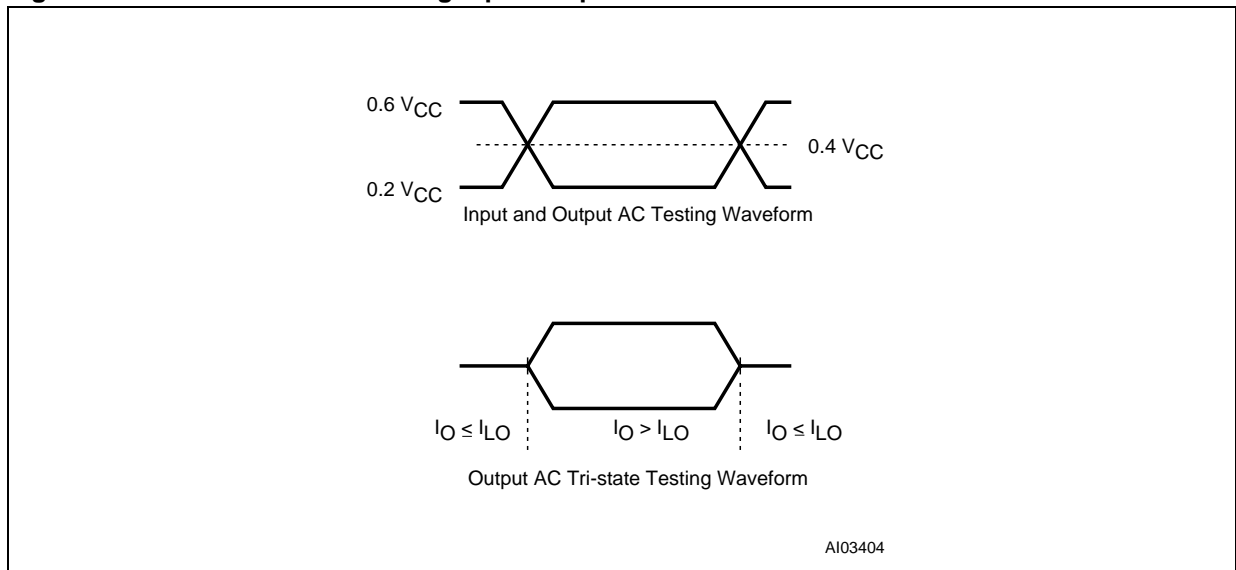 0.6 VCC
0.4 VCC
0.2 VCC
Input and Output AC Testing Waveform
IO ≤ ILO
IO > ILO
IO ≤ ILO
Output AC Tri-state Testing Waveform
AI03404